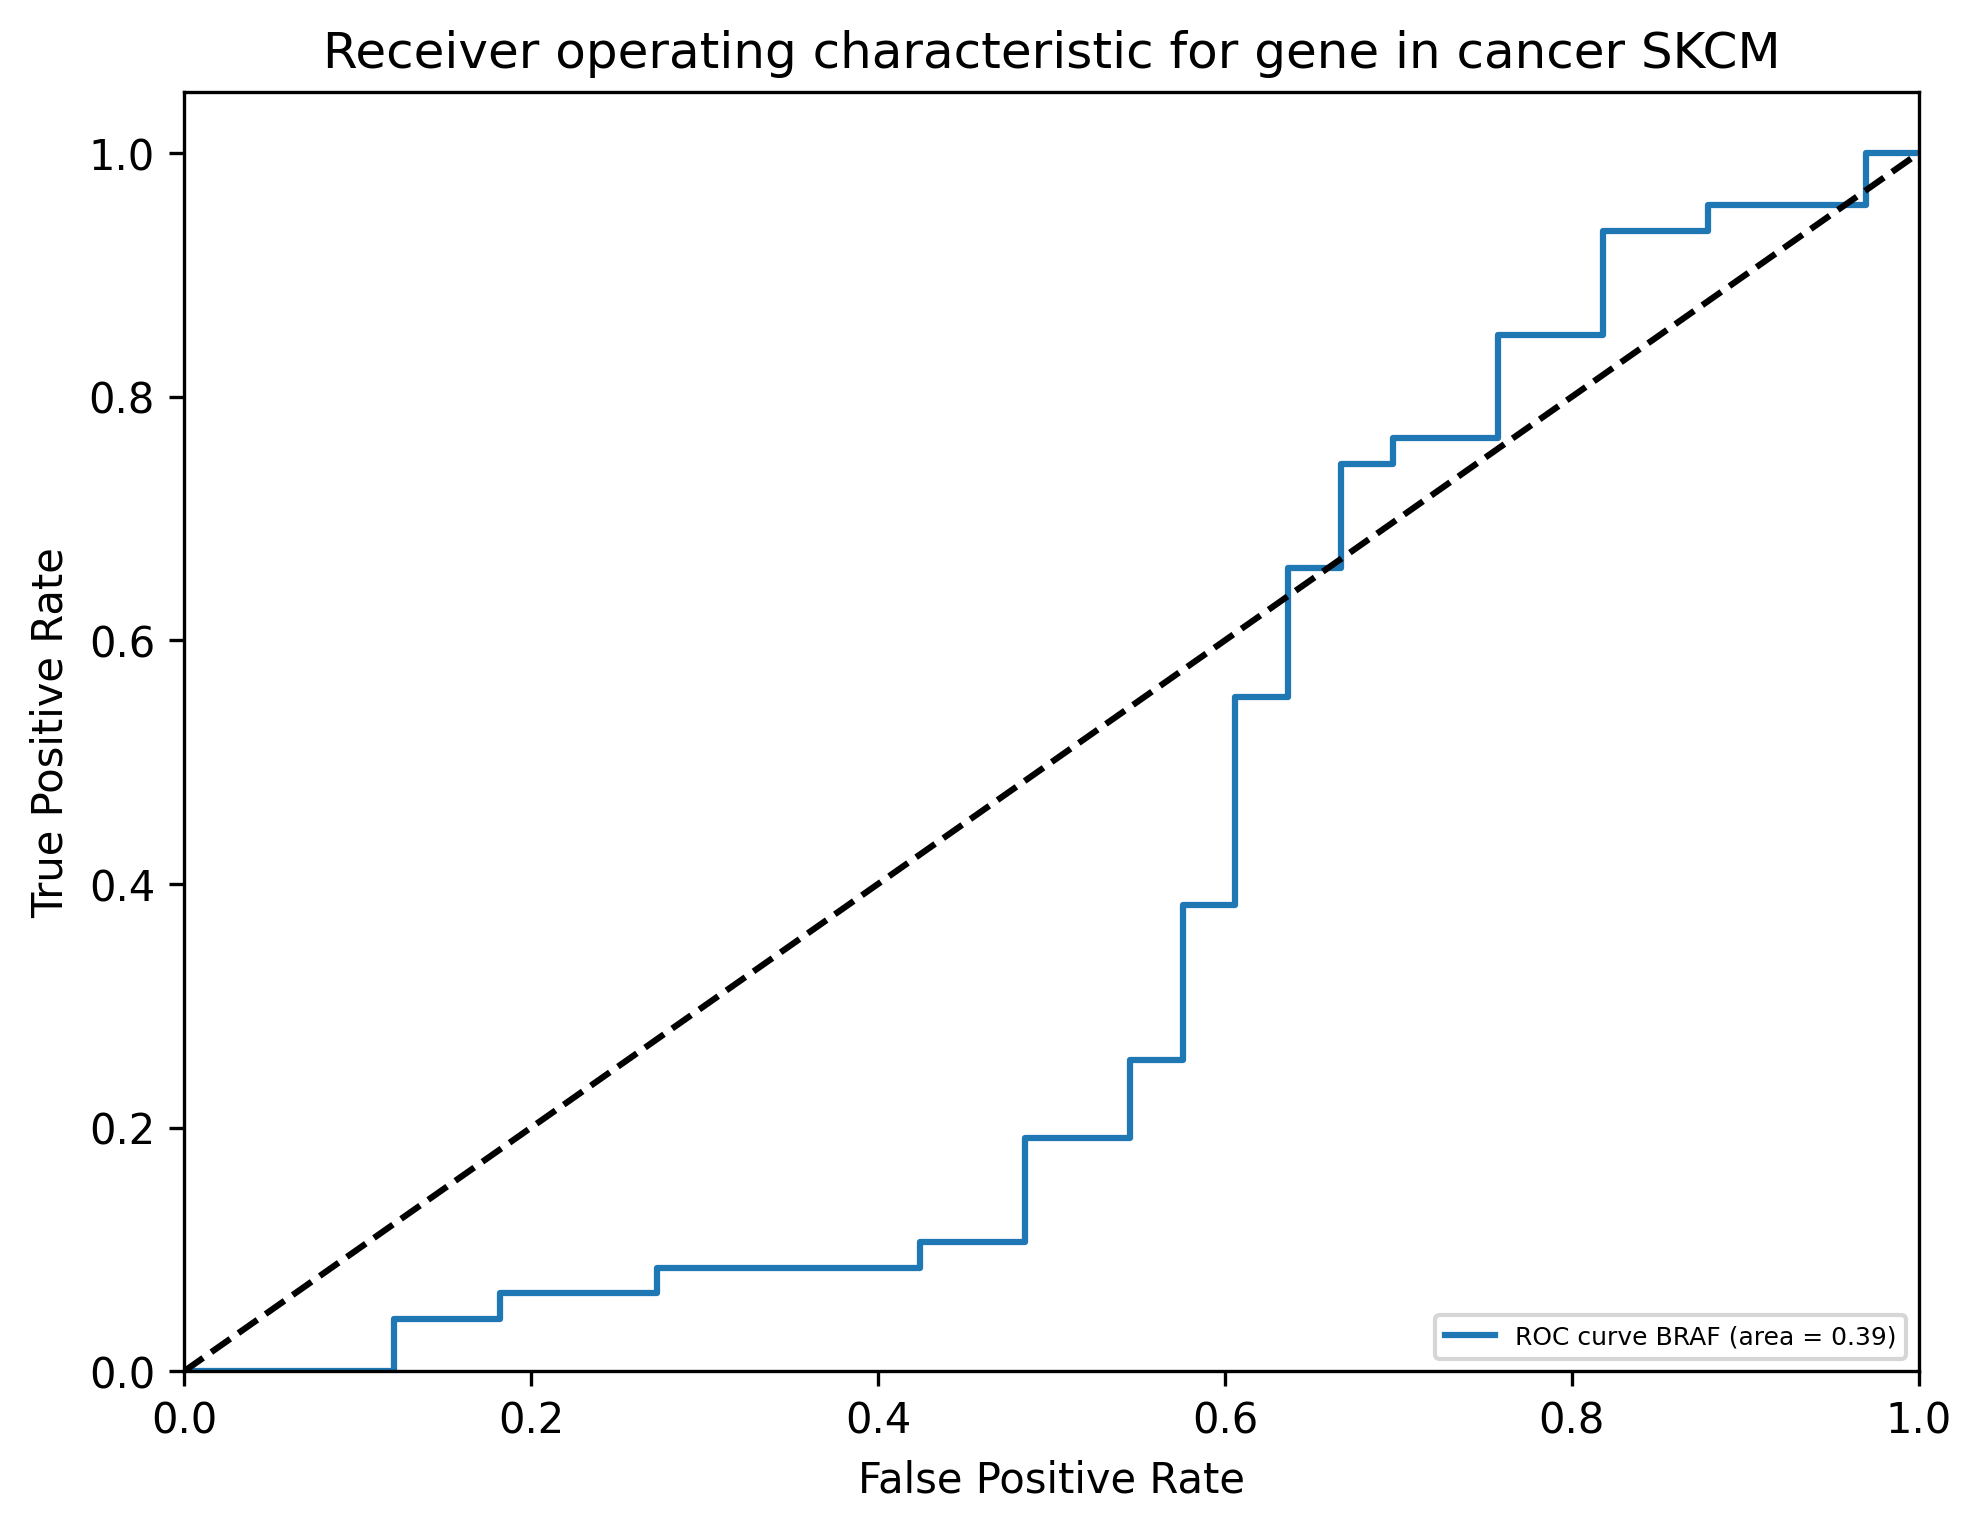 Receiver operating characteristic for gene in cancer SKCM
True Positive Rate
1.0
0.8
0.6
0.4
0.2
0.0
ROC curve BRAF (area = 0.39)
0.0 0.2 0.4 0.6 0.8 1.0
False Positive Rate